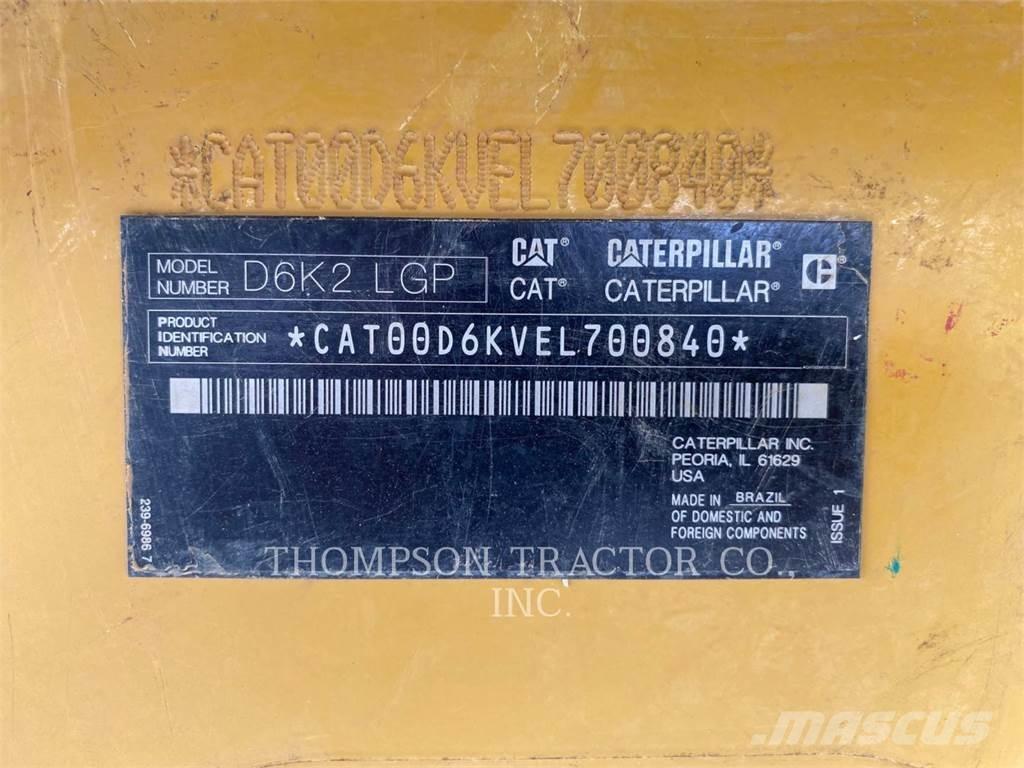 *CAT00D6KVEL700840*
MODEL NUMBER D6K2 LGP
CAT® CATERPILLAR®
CAT® CATERPILLAR®
PRODUCT IDENTIFICATION NUMBER *CAT00D6KVEL700840*
CATERPILLAR INC.
PEORIA, IL 61629
USA
MADE IN BRAZIL
OF DOMESTIC AND
FOREIGN COMPONENTS
ISSUE 1
239-6986 7
THOMPSON TRACTOR CO.,
INC.
MASCUS